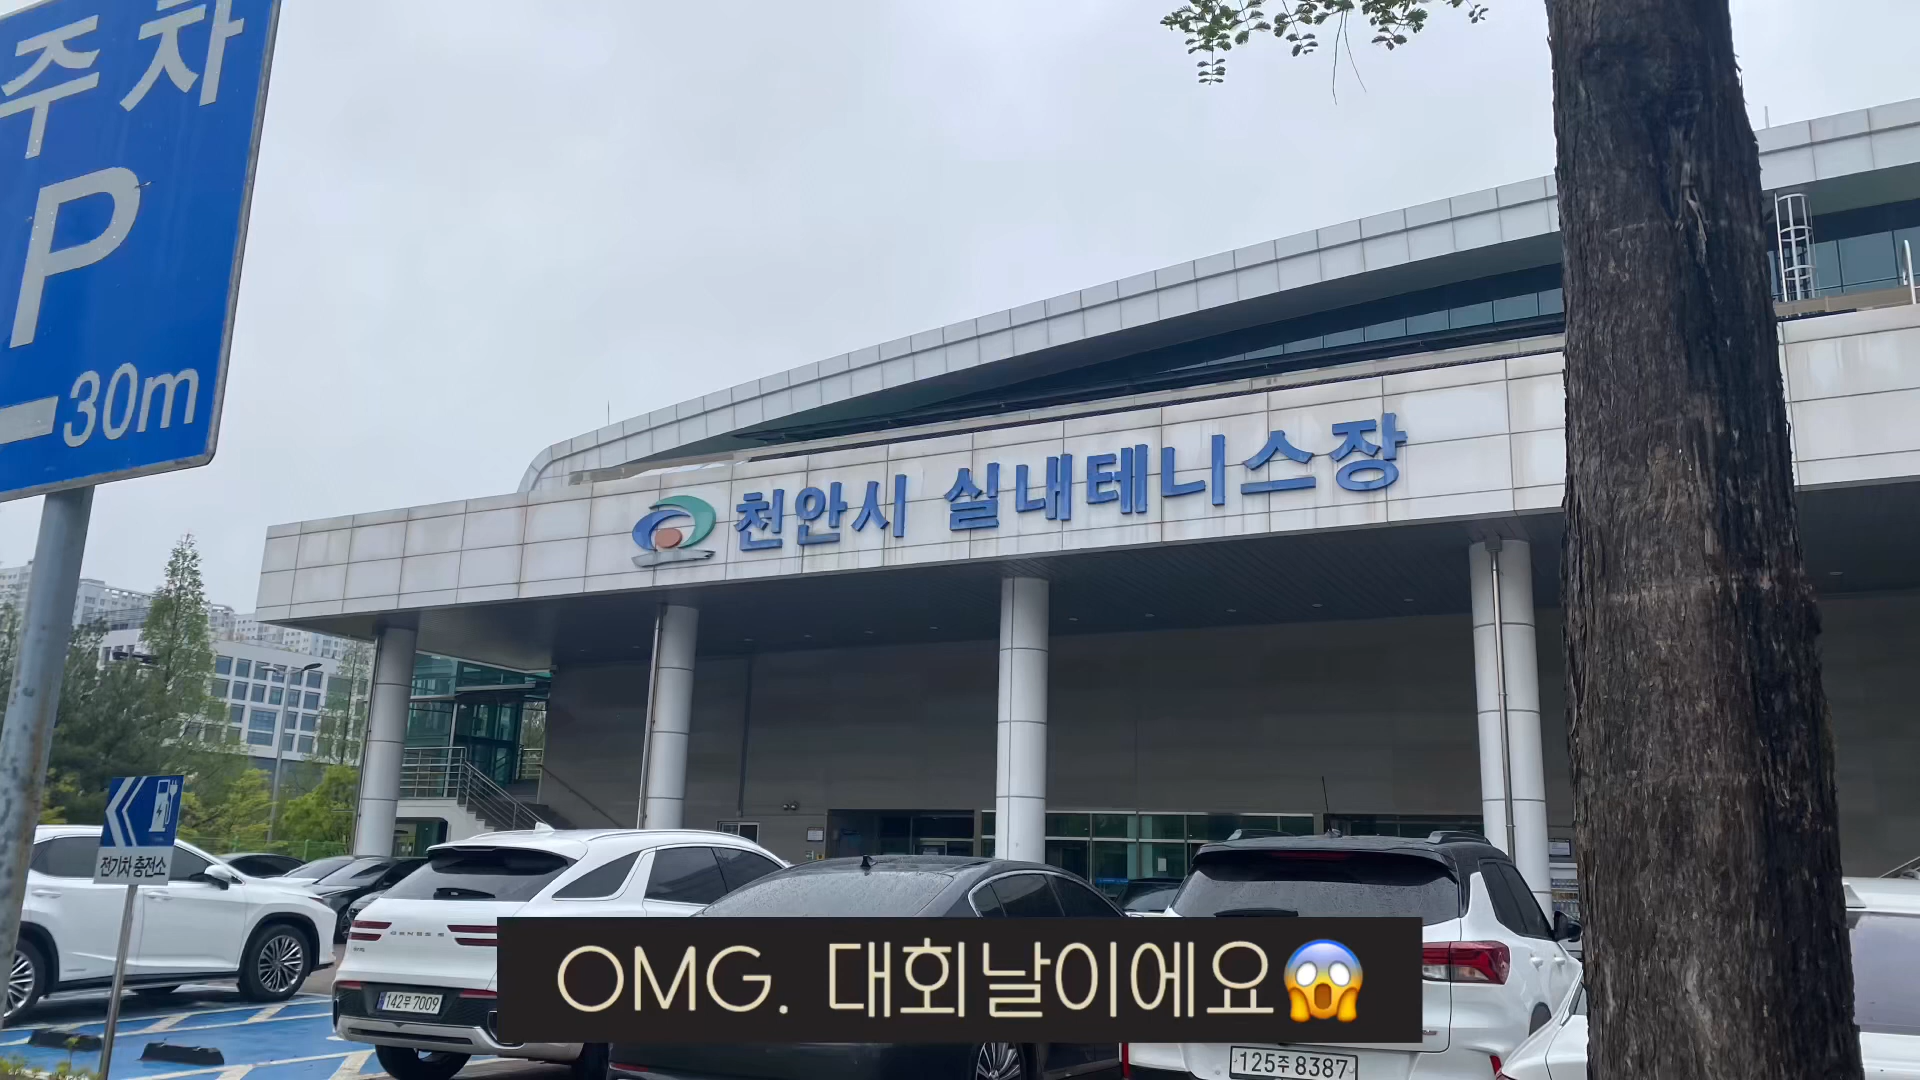 주차
P
30m
천안시 실내테니스장
전기차 충전소
GENESIS
142무 7009
125주 8387
OMG. 대회날이에요😱